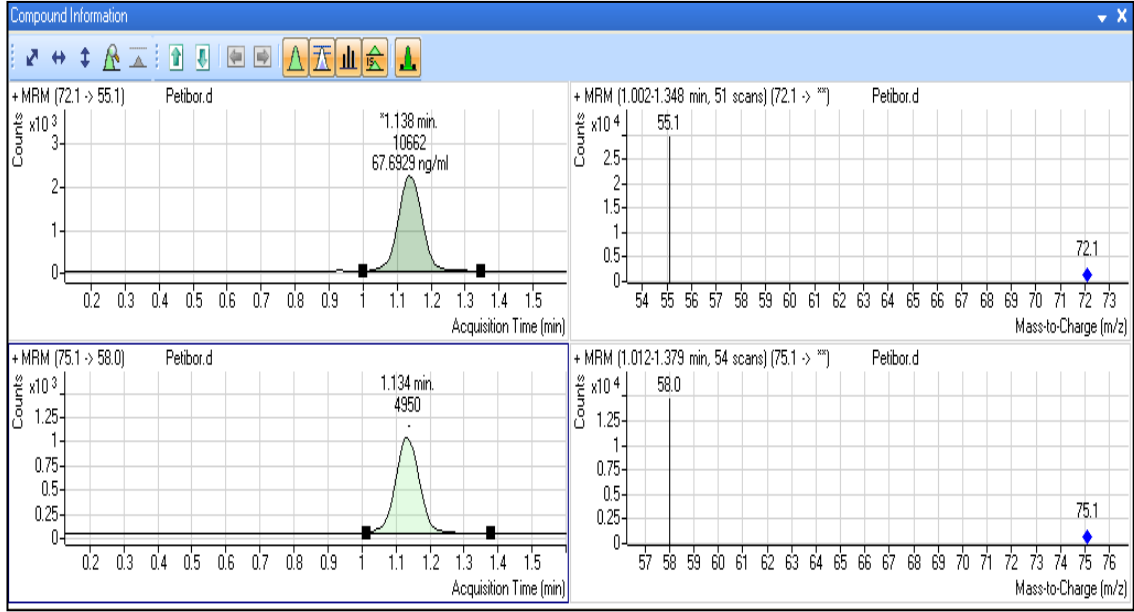 Compound Information
+ MRM (72.1 -> 55.1) Petibor.d
Counts
x10 3
*1.138 min.
10662
67.6929 ng/ml
3
2
1
0
0.2 0.3 0.4 0.5 0.6 0.7 0.8 0.9 1 1.1 1.2 1.3 1.4 1.5
Acquisition Time (min)
+ MRM (1.002-1.348 min, 51 scans) (72.1 -> **) Petibor.d
Counts
x10 4
55.1
2.5
2
1.5
1
0.5
0
72.1
54 55 56 57 58 59 60 61 62 63 64 65 66 67 68 69 70 71 72 73
Mass-to-Charge (m/z)
+ MRM (75.1 -> 58.0) Petibor.d
Counts
x10 3
1.134 min.
4950
1.25
1
0.75
0.5
0.25
0
0.2 0.3 0.4 0.5 0.6 0.7 0.8 0.9 1 1.1 1.2 1.3 1.4 1.5
Acquisition Time (min)
+ MRM (1.012-1.379 min, 54 scans) (75.1 -> **) Petibor.d
Counts
x10 4
58.0
1.25
1
0.75
0.5
0.25
0
75.1
57 58 59 60 61 62 63 64 65 66 67 68 69 70 71 72 73 74 75 76
Mass-to-Charge (m/z)